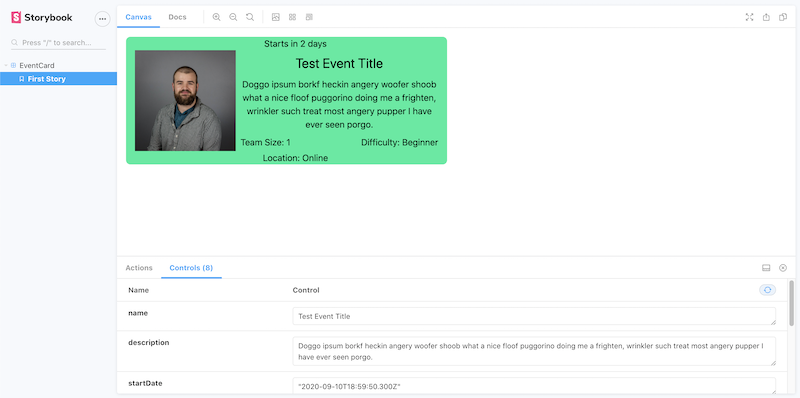 Storybook
Press "/" to search...
EventCard
First Story
Canvas
Docs
Starts in 2 days
Test Event Title
Doggo ipsum borkf heckin angery woofer shoob
what a nice floof puggorino doing me a frighten,
wrinkler such treat most angery pupper I have
ever seen porgo.
Team Size: 1
Difficulty: Beginner
Location: Online
Actions
Controls (8)
Name
Control
name
Test Event Title
description
Doggo ipsum borkf heckin angery woofer shoob what a nice floof puggorino doing me a frighten, wrinkler such treat most angery pupper I
have ever seen porgo.
startDate
"2020-09-10T18:59:50.300Z"